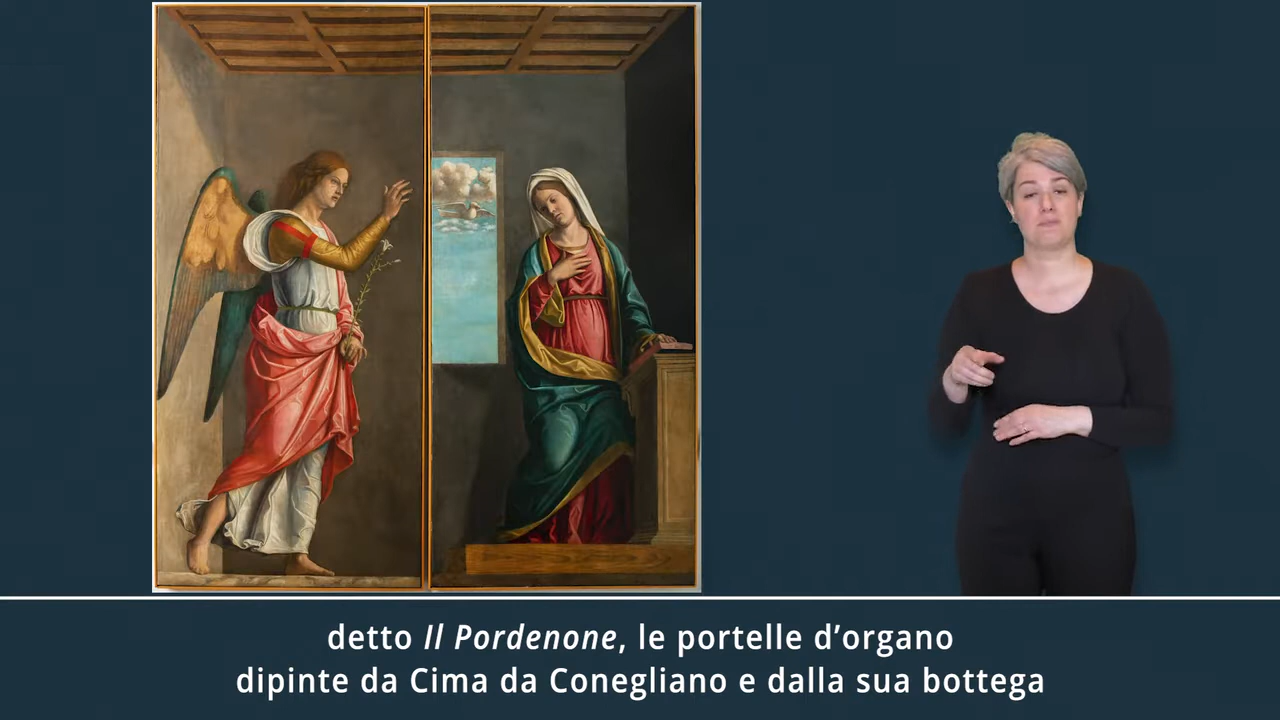 detto Il Pordenone, le portelle d’organo
dipinte da Cima da Conegliano e dalla sua bottega